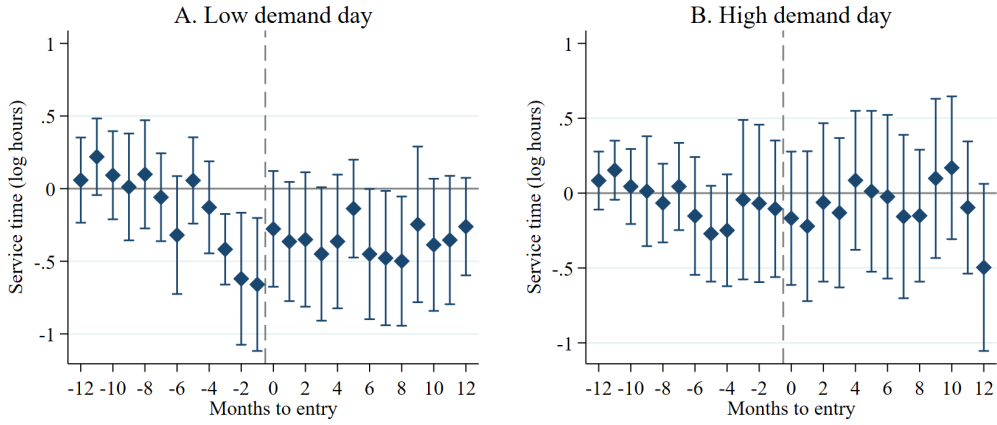 A. Low demand day
Service time (log hours)
1
.5
0
-.5
-1
-12 -10 -8 -6 -4 -2 0 2 4 6 8 10 12
Months to entry
B. High demand day
Service time (log hours)
1
.5
0
-.5
-1
-12 -10 -8 -6 -4 -2 0 2 4 6 8 10 12
Months to entry